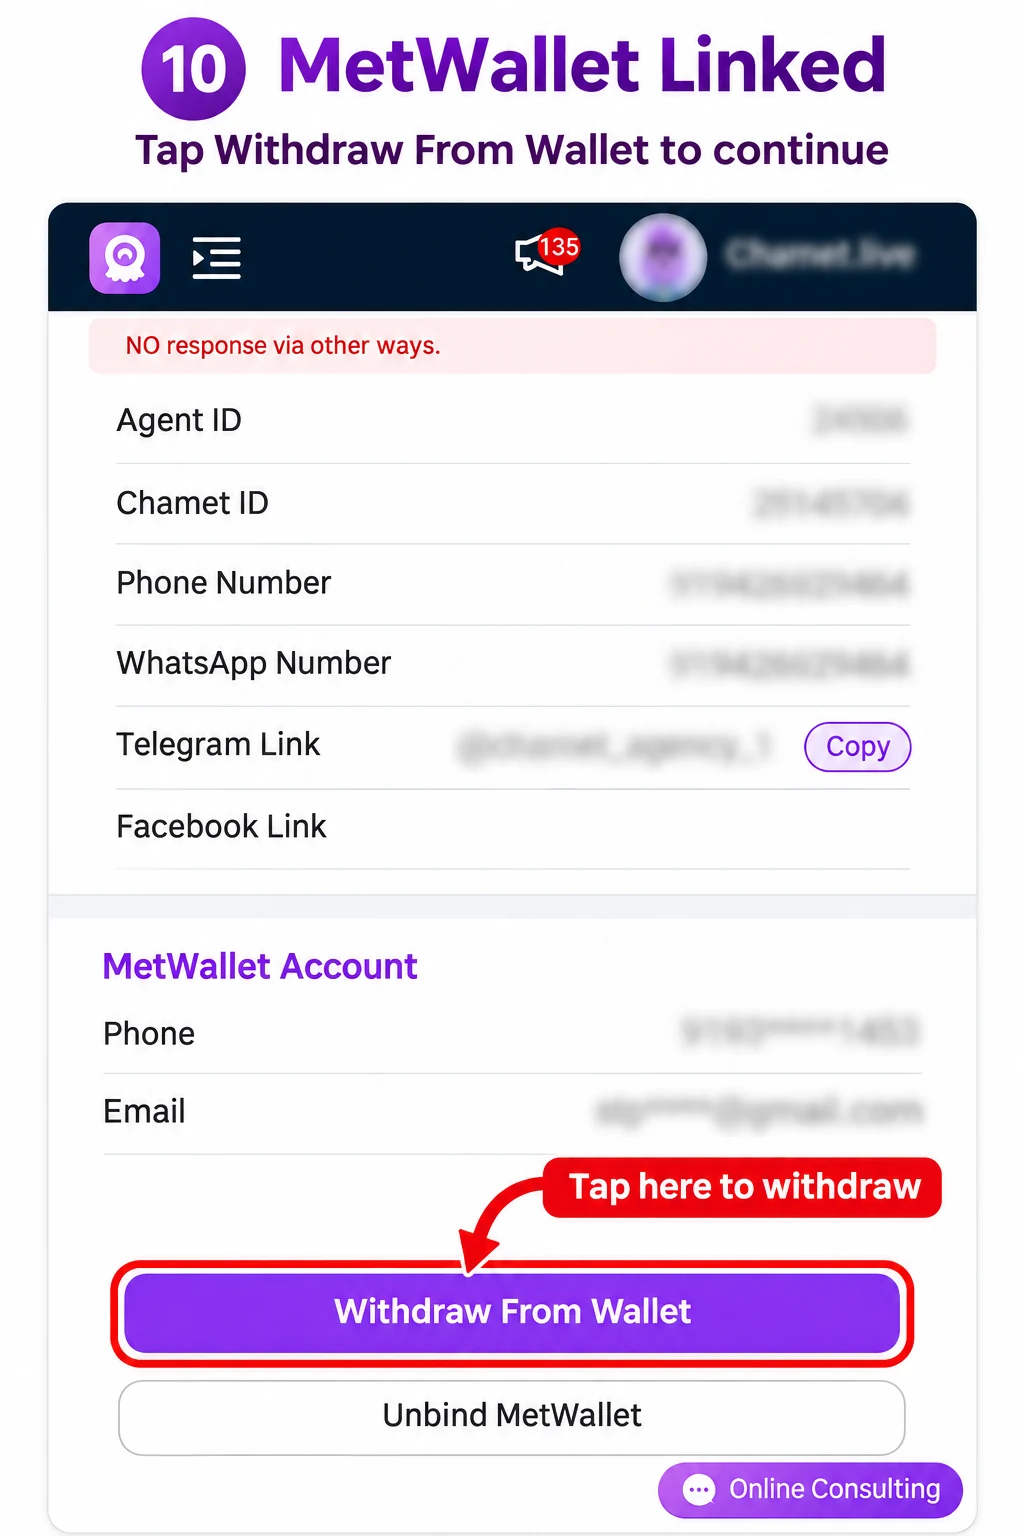 10 MetWallet Linked
Tap Withdraw From Wallet to continue
135
NO response via other ways.
Agent ID
Chamet ID
Phone Number
WhatsApp Number
Telegram Link
Copy
Facebook Link
MetWallet Account
Phone
Email
Tap here to withdraw
Withdraw From Wallet
Unbind MetWallet
Online Consulting